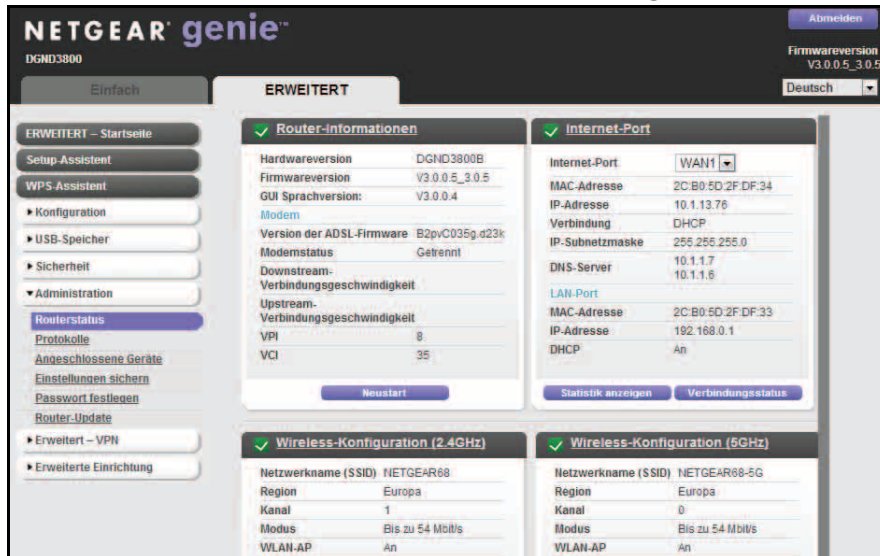 NETGEAR® genie™
DGND3800
Abmelden
Firmwareversion
V3.0.0.5_3.0.5
Deutsch
Einfach
ERWEITERT
ERWEITERT – Startseite
Setup-Assistent
WPS-Assistent
Konfiguration
USB-Speicher
Sicherheit
Administration
Routerstatus
Protokolle
Angeschlossene Geräte
Einstellungen sichern
Passwort festlegen
Router-Update
Erweitert – VPN
Erweiterte Einrichtung
Router-Informationen
Hardwareversion DGND3800B
Firmwareversion V3.0.0.5_3.0.5
GUI Sprachversion: V3.0.0.4
Modem
Version der ADSL-Firmware B2pvC035g.d23k
Modemstatus Getrennt
Downstream-
Verbindungsgeschwindigkeit
Upstream-
Verbindungsgeschwindigkeit
VPI 8
VCI 35
Neustart
Internet-Port
Internet-Port WAN1
MAC-Adresse 2C:B0:5D:2F:DF:34
IP-Adresse 10.1.13.76
Verbindung DHCP
IP-Subnetzmaske 255.255.255.0
DNS-Server 10.1.1.7
10.1.1.6
LAN-Port
MAC-Adresse 2C:B0:5D:2F:DF:33
IP-Adresse 192.168.0.1
DHCP An
Statistik anzeigen Verbindungsstatus
Wireless-Konfiguration (2.4GHz)
Netzwerkname (SSID) NETGEAR68
Region Europa
Kanal 1
Modus Bis zu 54 Mbit/s
WLAN-AP An
Wireless-Konfiguration (5GHz)
Netzwerkname (SSID) NETGEAR68-5G
Region Europa
Kanal 0
Modus Bis zu 54 Mbit/s
WLAN-AP An